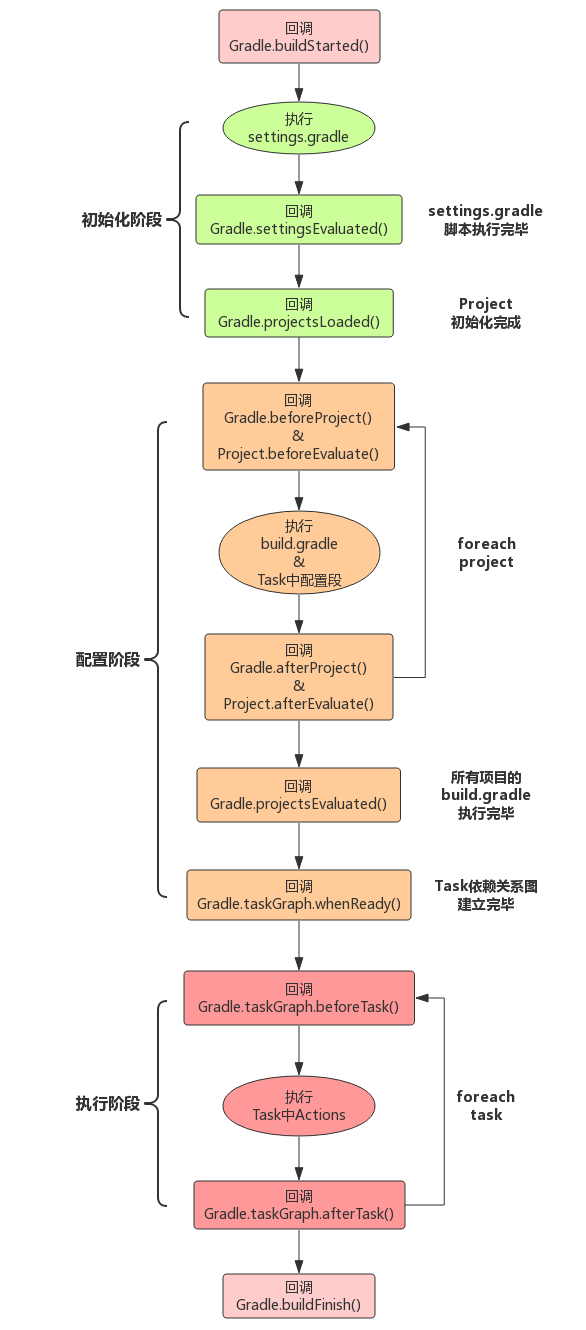 回调
Gradle.buildStarted()
执行
settings.gradle
初始化阶段
回调
Gradle.settingsEvaluated()
settings.gradle
脚本执行完毕
回调
Gradle.projectsLoaded()
Project
初始化完成
回调
Gradle.beforeProject()
&
Project.beforeEvaluate()
执行
build.gradle
&
Task中配置段
foreach
project
配置阶段
回调
Gradle.afterProject()
&
Project.afterEvaluate()
回调
Gradle.projectsEvaluated()
所有项目的
build.gradle
执行完毕
回调
Gradle.taskGraph.whenReady()
Task依赖关系图
建立完毕
回调
Gradle.taskGraph.beforeTask()
执行阶段
执行
Task中Actions
foreach
task
回调
Gradle.taskGraph.afterTask()
回调
Gradle.buildFinish()